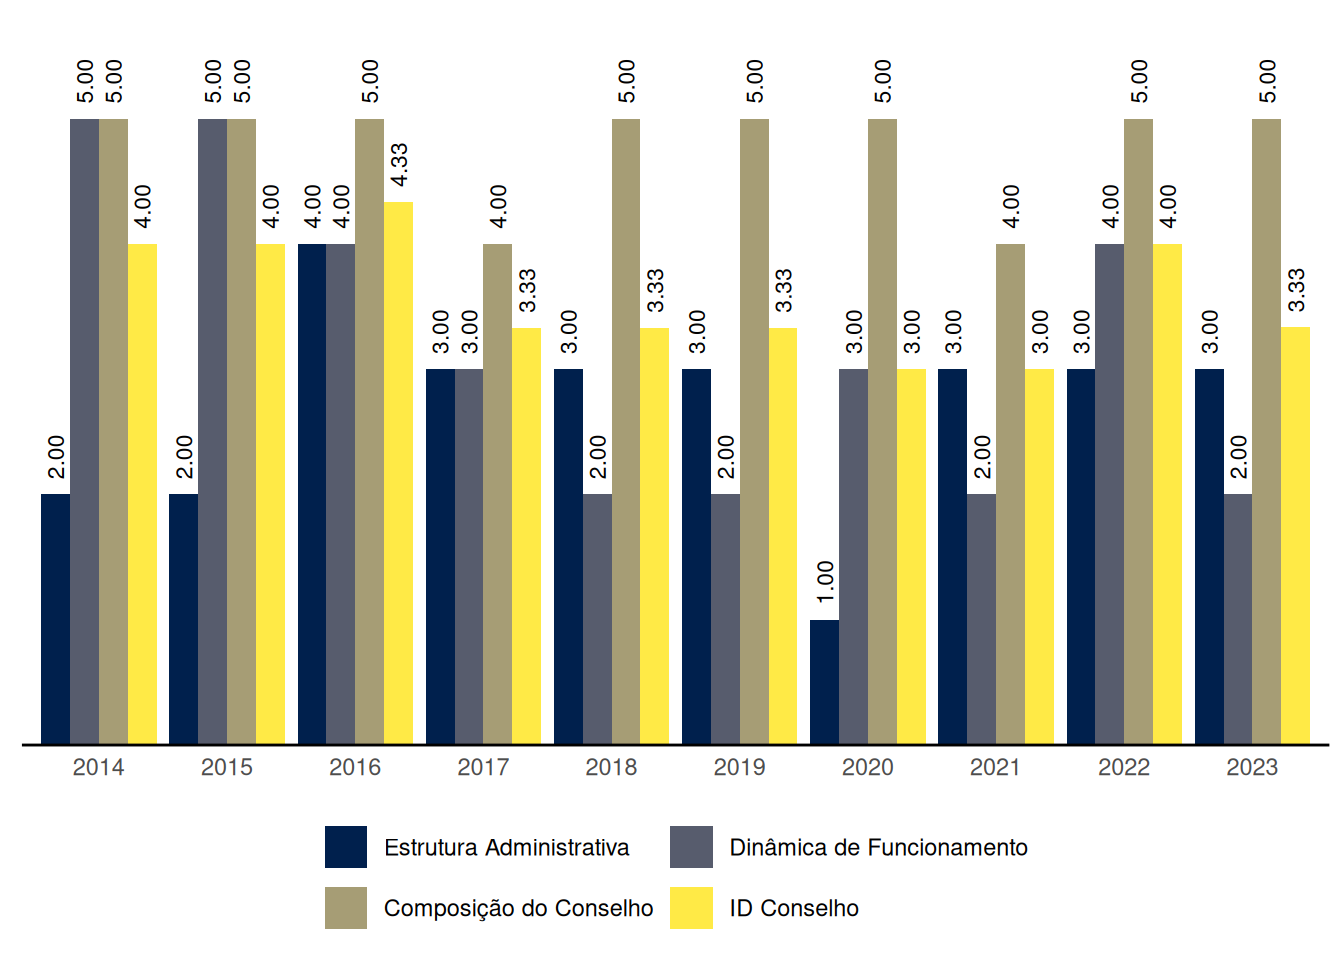 2.00 5.00 5.00 4.00
2.00 5.00 5.00 4.00
4.00 4.00 5.00 4.33
3.00 3.00 4.00 3.33
3.00 2.00 5.00 3.33
3.00 2.00 5.00 3.33
1.00 3.00 5.00 3.00
3.00 2.00 4.00 3.00
3.00 4.00 5.00 4.00
3.00 2.00 5.00 3.33
2014 2015 2016 2017 2018 2019 2020 2021 2022 2023
Estrutura Administrativa Dinâmica de Funcionamento
Composição do Conselho ID Conselho